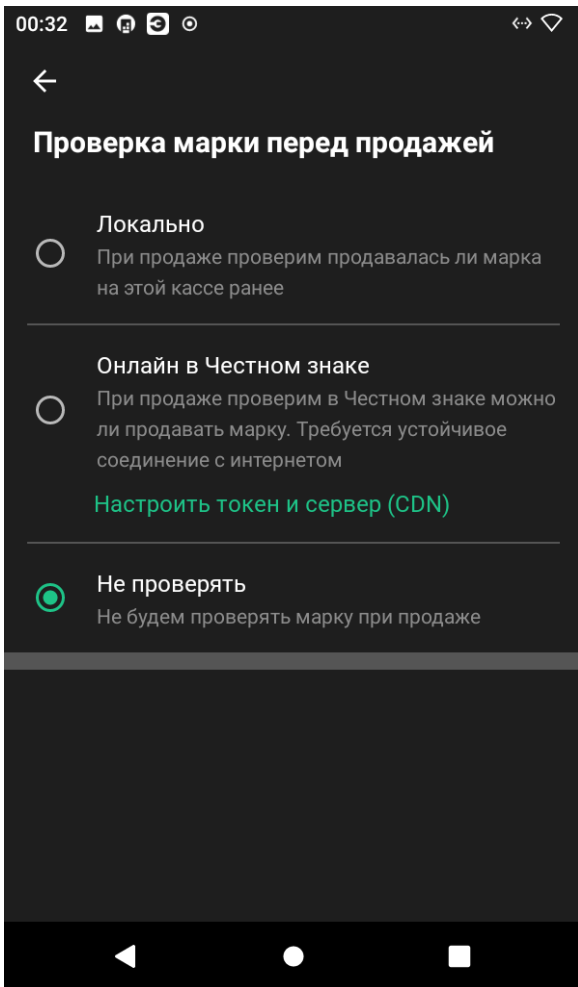 00:32
Проверка марки перед продажей
Локально
При продаже проверим продавалась ли марка
на этой кассе ранее
Онлайн в Честном знаке
При продаже проверим в Честном знаке можно
ли продавать марку. Требуется устойчивое
соединение с интернетом
Настроить токен и сервер (CDN)
Не проверять
Не будем проверять марку при продаже